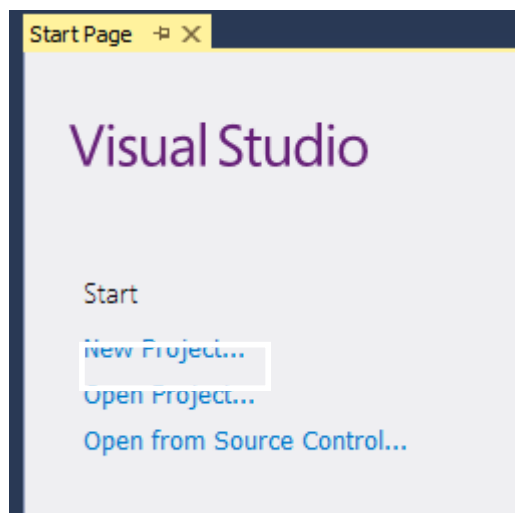 Start Page
Visual Studio
Start
New Project...
Open Project...
Open from Source Control...